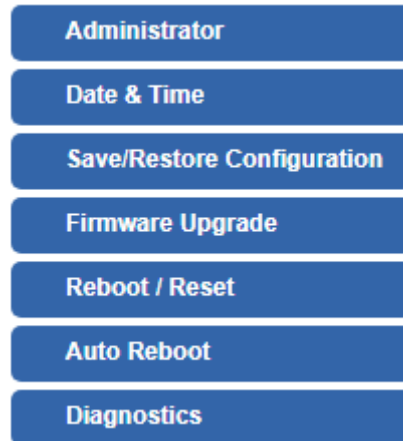 Administrator
Date & Time
Save/Restore Configuration
Firmware Upgrade
Reboot / Reset
Auto Reboot
Diagnostics